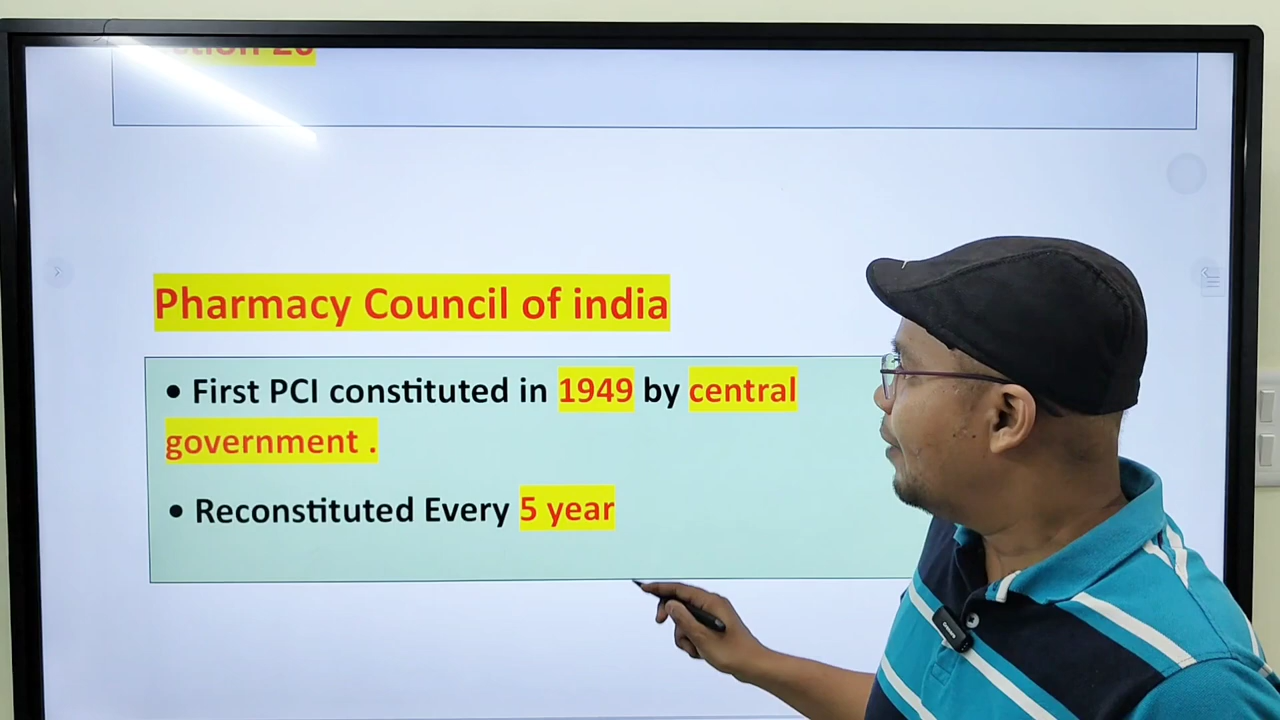 Pharmacy Council of india
• First PCI constituted in 1949 by central
government .
• Reconstituted Every 5 year